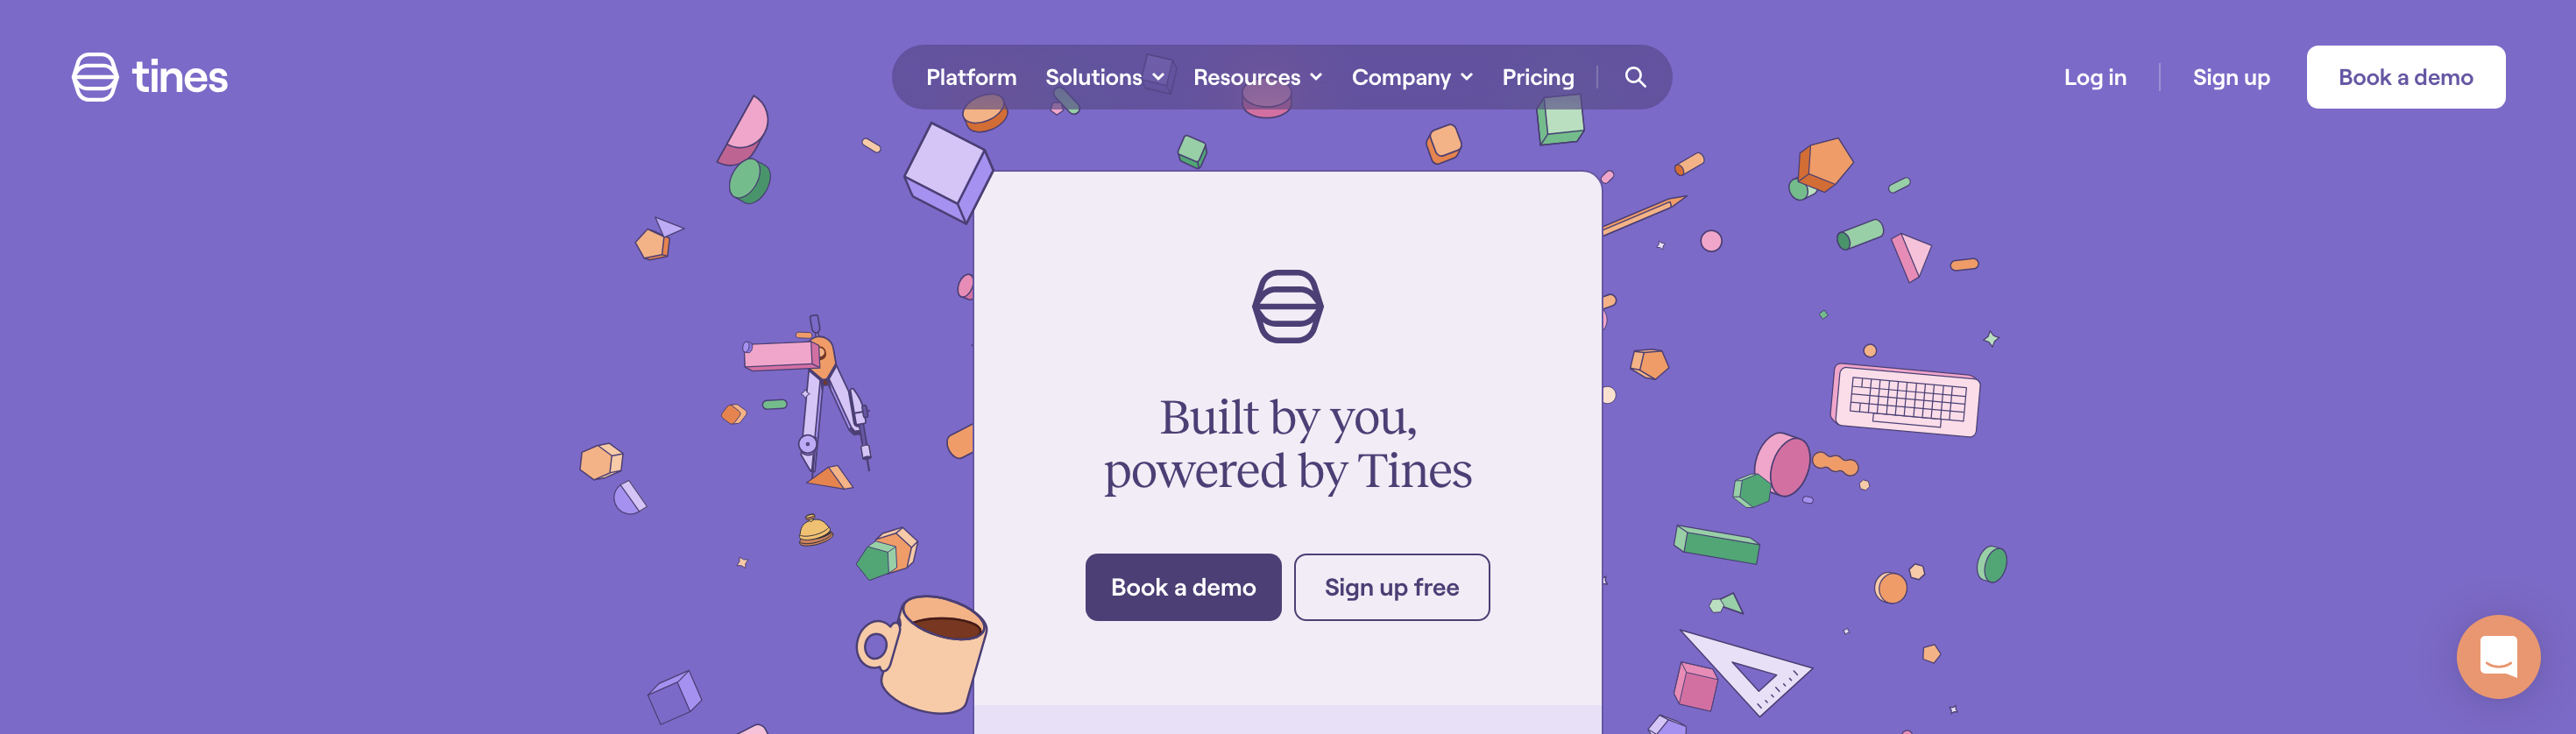 tines
Platform Solutions Resources Company Pricing
Log in Sign up Book a demo
Built by you,
powered by Tines
Book a demo Sign up free